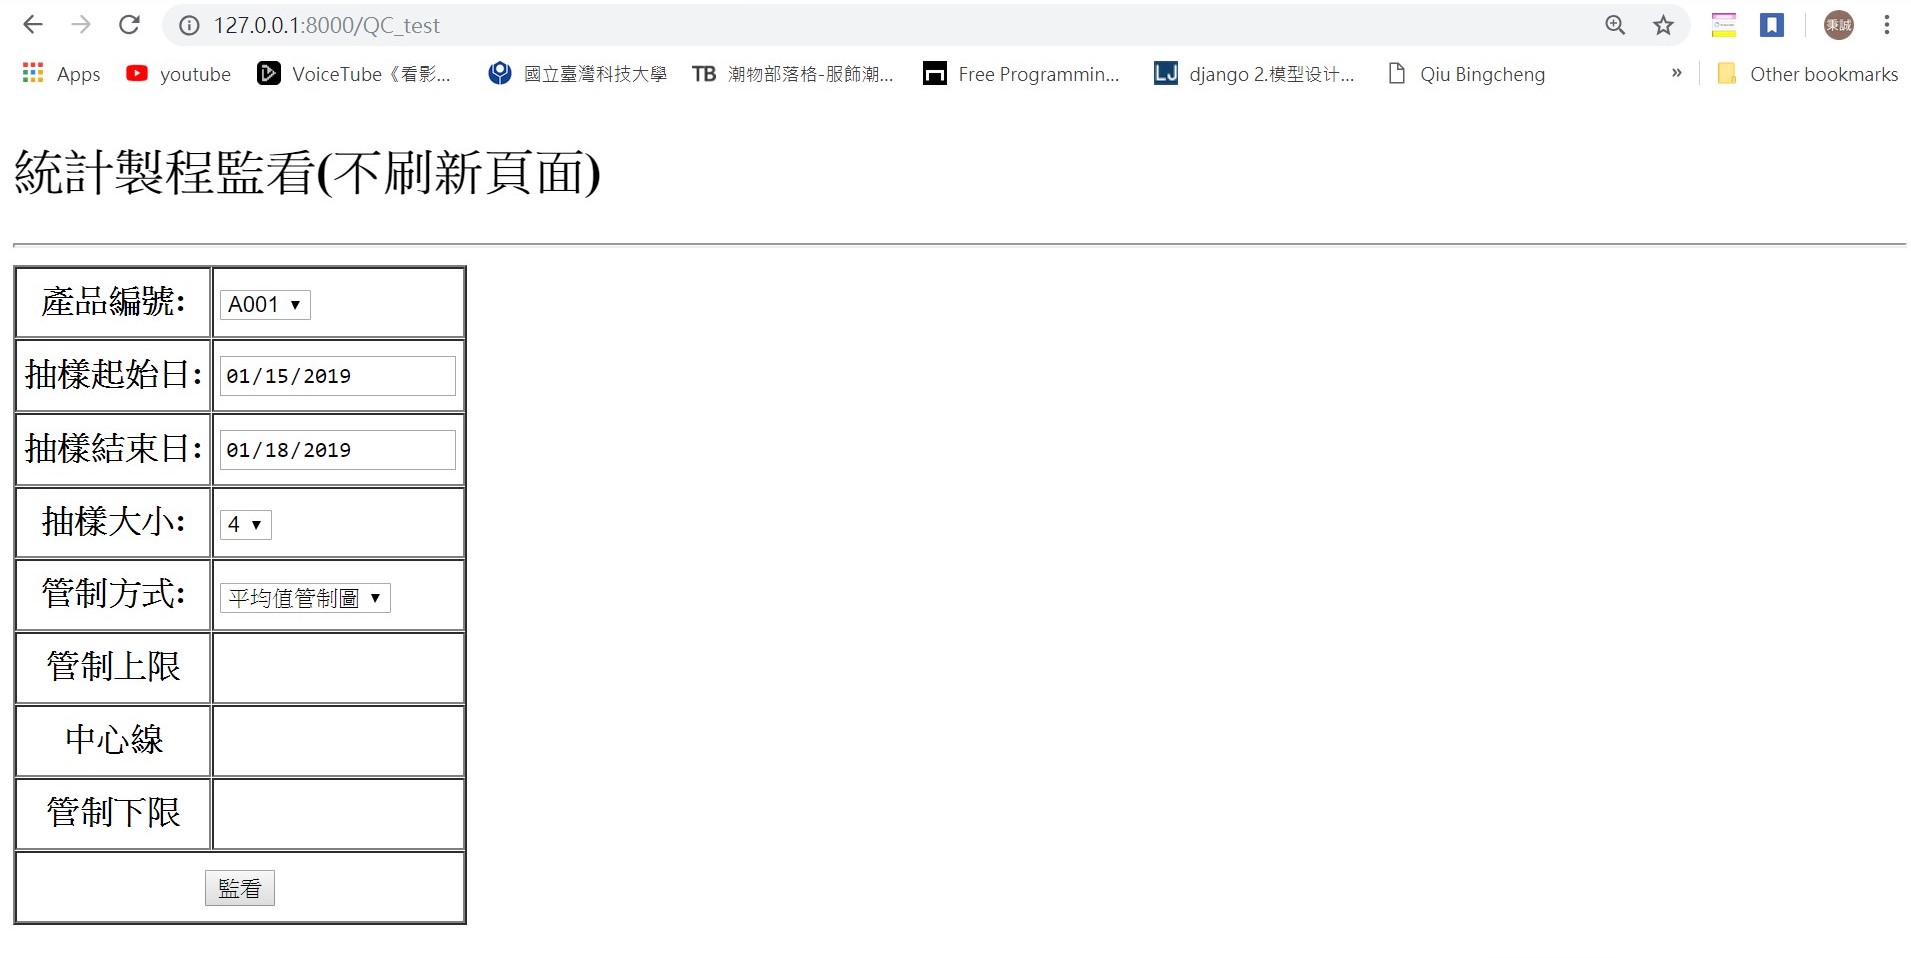 127.0.0.1:8000/QC_test
秉誠
Apps youtube VoiceTube《看影... 國立臺灣科技大學 TB 潮物部落格-服飾潮... Free Programmin... LJ django 2.模型设计... Qiu Bingcheng » Other bookmarks
統計製程監看(不刷新頁面)
產品編號: A001
抽樣起始日: 01/15/2019
抽樣結束日: 01/18/2019
抽樣大小: 4
管制方式: 平均值管制圖
管制上限
中心線
管制下限
監看